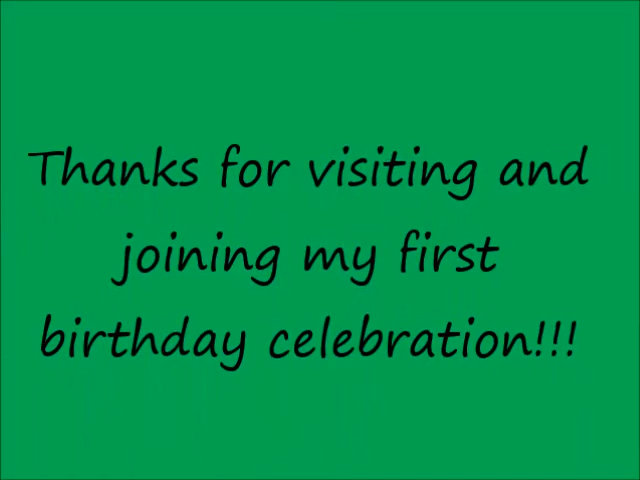 Thanks for visiting and
joining my first
birthday celebration!!!